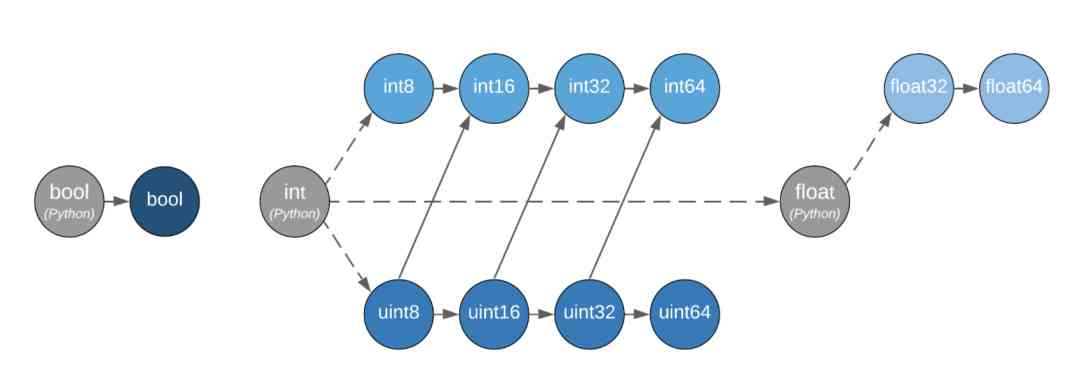 int8
int16
int32
int64
float32
float64
bool
(Python)
bool
int
(Python)
float
(Python)
uint8
uint16
uint32
uint64